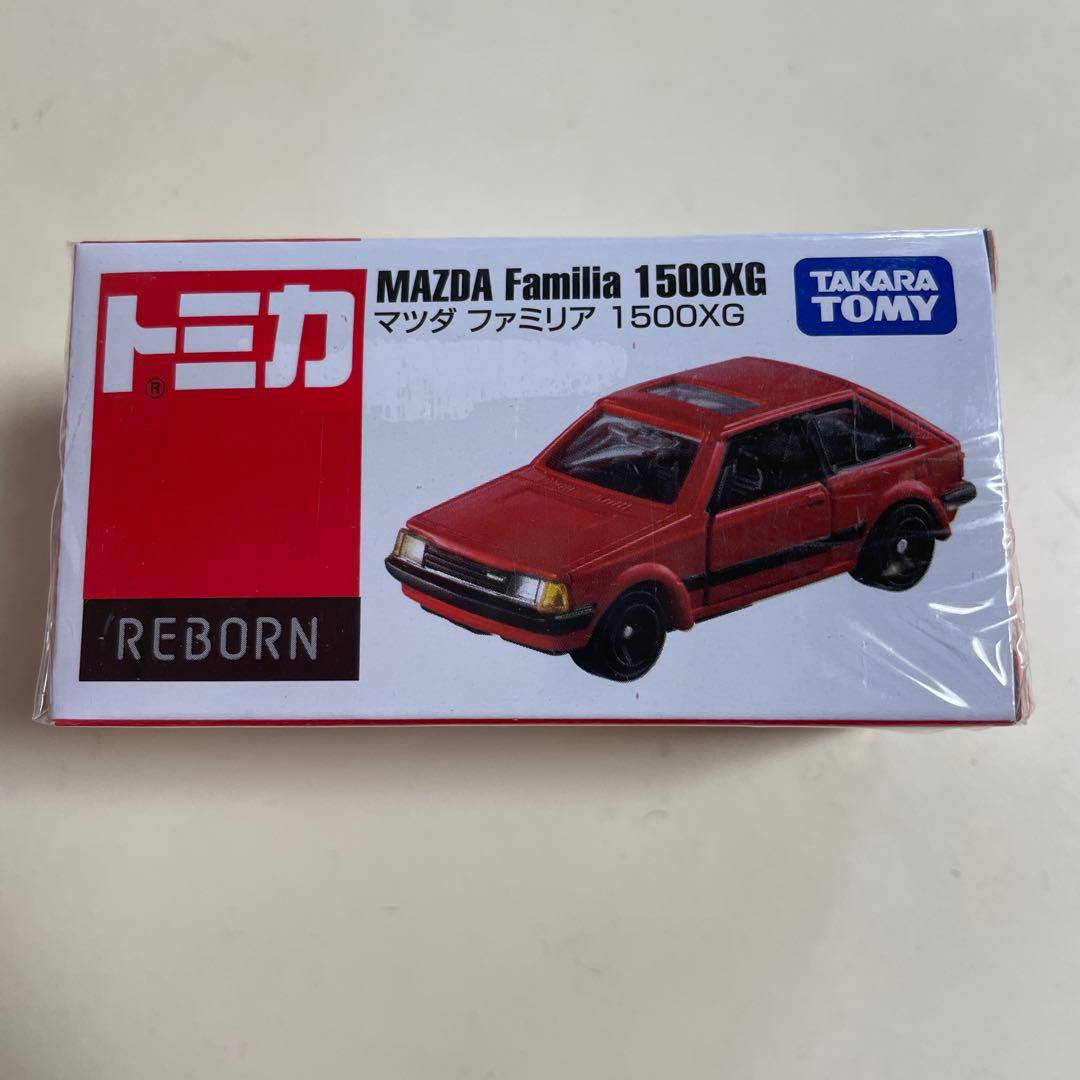 トミカ
®
MAZDA Familia 1500XG
マツダ ファミリア 1500XG
TAKARA
TOMY
REBORN